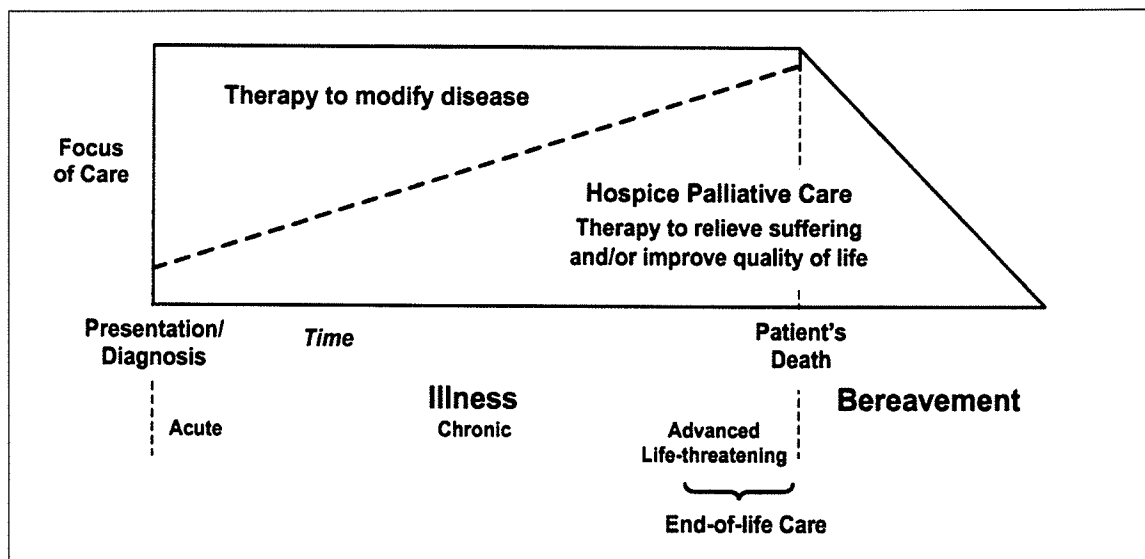 Therapy to modify disease
Focus
of Care
Hospice Palliative Care
Therapy to relieve suffering
and/or improve quality of life
Presentation/
Diagnosis
Time
Patient's
Death
Illness
Bereavement
Acute
Chronic
Advanced
Life-threatening
End-of-life Care